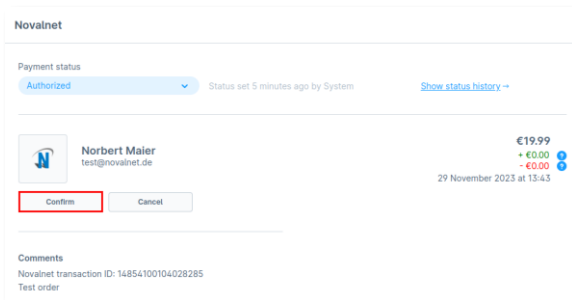 Novalnet
Payment status
Authorized
Status set 5 minutes ago by System
Show status history →
N
Norbert Maier
test@novalnet.de
€19.99
+ €0.00
- €0.00
29 November 2023 at 13:43
Confirm
Cancel
Comments
Novalnet transaction ID: 14854100104028285
Test order